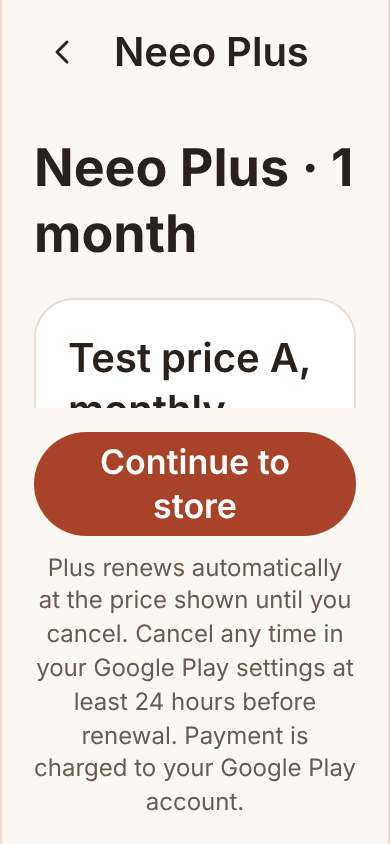 Neeo Plus
Neeo Plus · 1
month
Test price A,
monthly
Continue to
store
Plus renews automatically
at the price shown until you
cancel. Cancel any time in
your Google Play settings at
least 24 hours before
renewal. Payment is
charged to your Google Play
account.